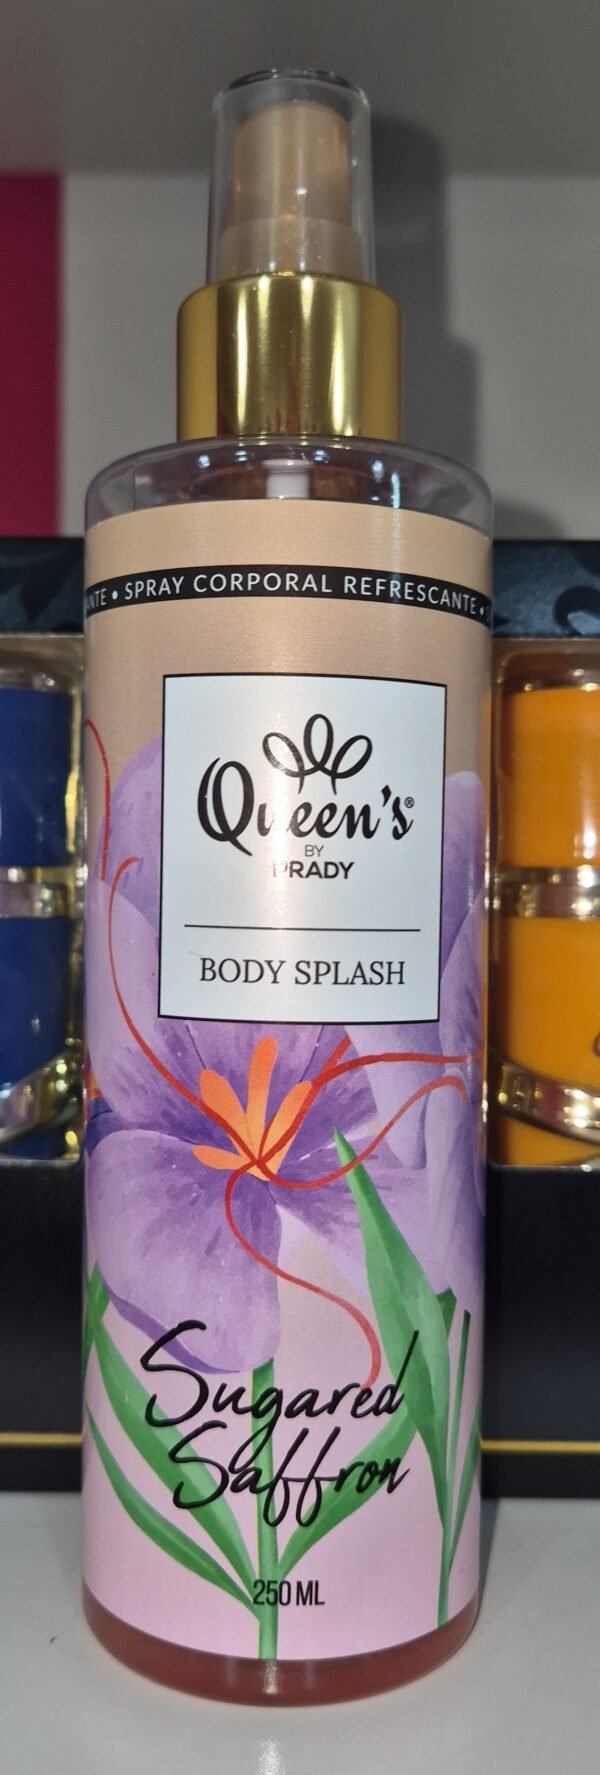 • SPRAY CORPORAL REFRESCANTE •
Queen's®
BY
PRADY
BODY SPLASH
Sugared
Saffron
250 ML